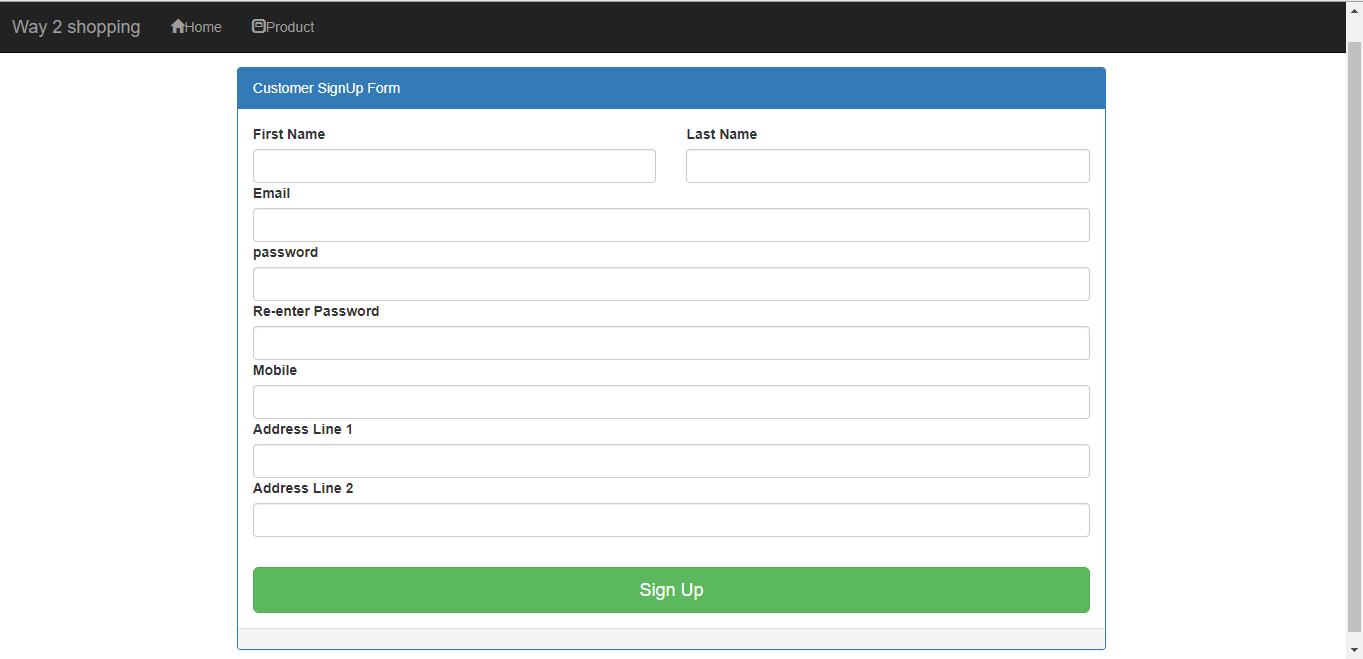 Way 2 shopping Home Product
Customer SignUp Form
First Name Last Name
Email
password
Re-enter Password
Mobile
Address Line 1
Address Line 2
Sign Up